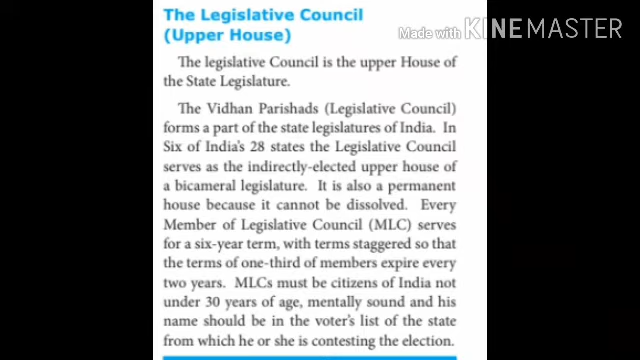 The Legislative Council
(Upper House)
Made with KINEMASTER
The legislative Council is the upper House of
the State Legislature.
The Vidhan Parishads (Legislative Council)
forms a part of the state legislatures of India. In
Six of India's 28 states the Legislative Council
serves as the indirectly-elected upper house of
a bicameral legislature. It is also a permanent
house because it cannot be dissolved. Every
Member of Legislative Council (MLC) serves
for a six-year term, with terms staggered so that
the terms of one-third of members expire every
two years. MLCs must be citizens of India not
under 30 years of age, mentally sound and his
name should be in the voter's list of the state
from which he or she is contesting the election.